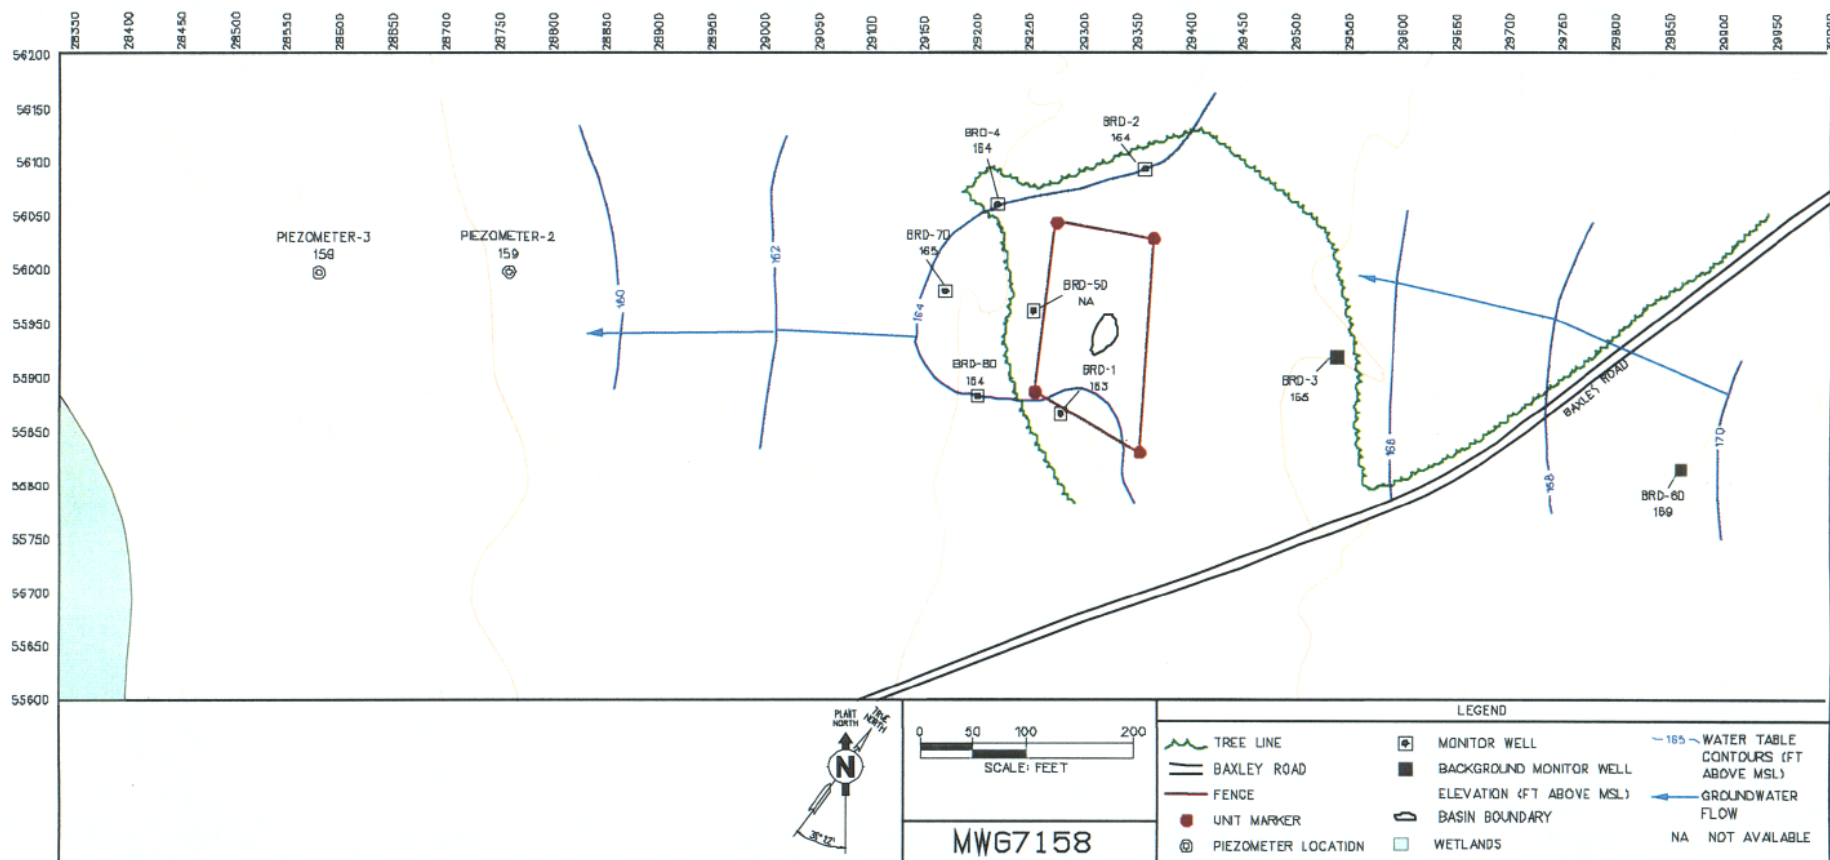 28350 28400 28450 28500 28550 28600 28650 28700 28750 28800 28850 28900 28950 29000 29050 29100 29150 29200 29250 29300 29350 29400 29450 29500 29550 29600 29650 29700 29750 29800 29850 29900 29950
56200
56150
56100
56050
56000
55950
55900
55850
55800
55750
55700
55650
55600
BRD-2
164
BRD-4
164
PIEZOMETER-3
158
PIEZOMETER-2
159
BRD-7D
165
162
BRD-5D
NA
160
164
BRD-8D
164
BRD-1
163
BRD-3
165
BAXLEY ROAD
168
170
168
BRD-6D
169
PLANT
NORTH
TRUE
NORTH
N
0 50 100 200
SCALE: FEET
MWG7158
LEGEND
TREE LINE
BAXLEY ROAD
FENCE
UNIT MARKER
PIEZOMETER LOCATION
MONITOR WELL
BACKGROUND MONITOR WELL
ELEVATION (FT ABOVE MSL)
BASIN BOUNDARY
WETLANDS
165 WATER TABLE
CONTOURS (FT
ABOVE MSL)
GROUNDWATER
FLOW
NA NOT AVAILABLE